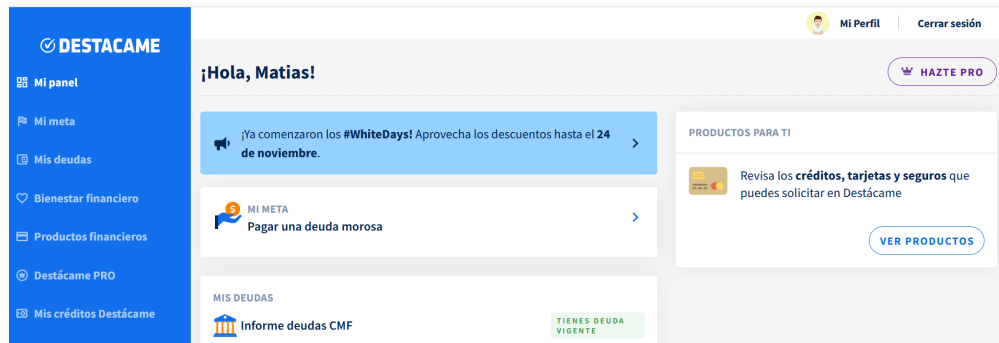 DESTACAME
Mi panel
Mi meta
Mis deudas
Bienestar financiero
Productos financieros
Destácame PRO
Mis créditos Destácame
Mi Perfil
Cerrar sesión
¡Hola, Matias!
HAZTE PRO
¡Ya comenzaron los #WhiteDays! Aprovecha los descuentos hasta el 24
de noviembre.
MI META
Pagar una deuda morosa
MIS DEUDAS
Informe deudas CMF
TIENES DEUDA
VIGENTE
PRODUCTOS PARA TI
Revisa los créditos, tarjetas y seguros que
puedes solicitar en Destácame
VER PRODUCTOS